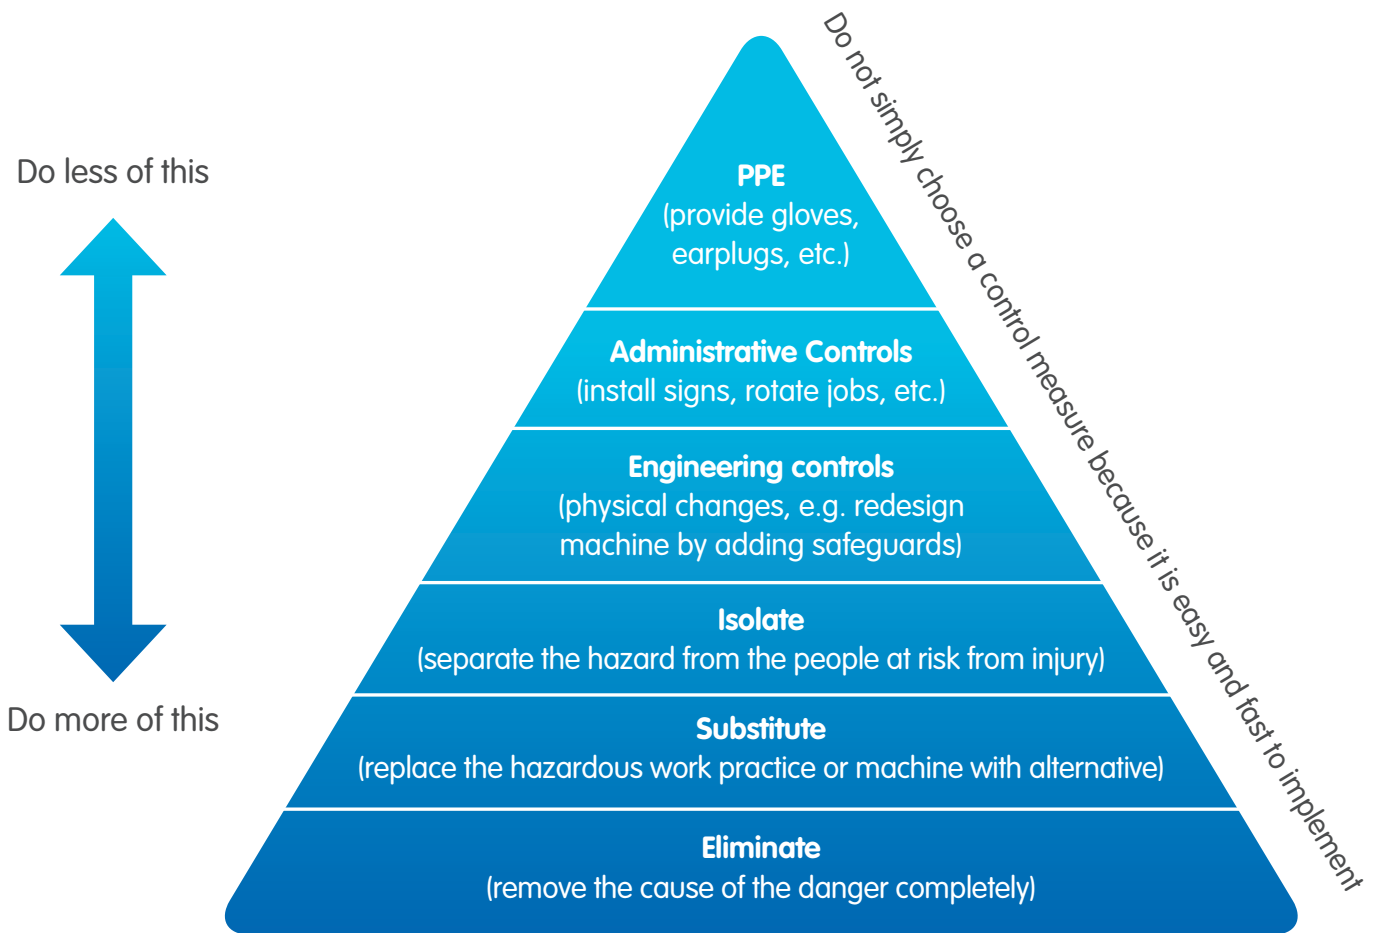 Do less of this
Do more of this
PPE
(provide gloves,
earplugs, etc.)
Administrative Controls
(install signs, rotate jobs, etc.)
Engineering controls
(physical changes, e.g. redesign
machine by adding safeguards)
Isolate
(separate the hazard from the people at risk from injury)
Substitute
(replace the hazardous work practice or machine with alternative)
Eliminate
(remove the cause of the danger completely)
Do not simply choose a control measure because it is easy and fast to implement